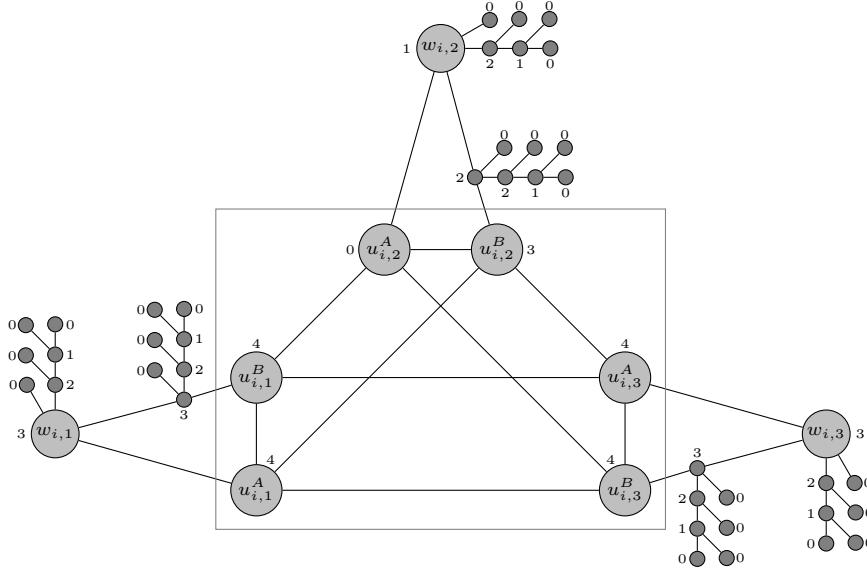 0 0 0
1 w_{i,2}
2 1 0
0 0 0
2
2 1 0
0 u^A_{i,2} u^B_{i,2} 3
0 0 0 0
0 1 0 1
0 2 0 2
0 3
4 u^B_{i,1}
4 u^A_{i,3}
3 w_{i,1}
w_{i,3} 3
4 u^A_{i,1}
4 u^B_{i,3}
3
2 0 2 0
1 0 1 0
0 0 0 0